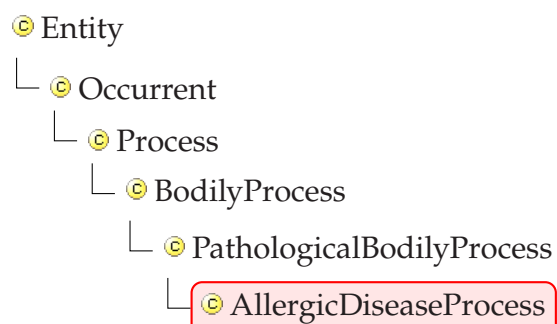 C Entity
C Occurrent
C Process
C BodilyProcess
C PathologicalBodilyProcess
C AllergicDiseaseProcess